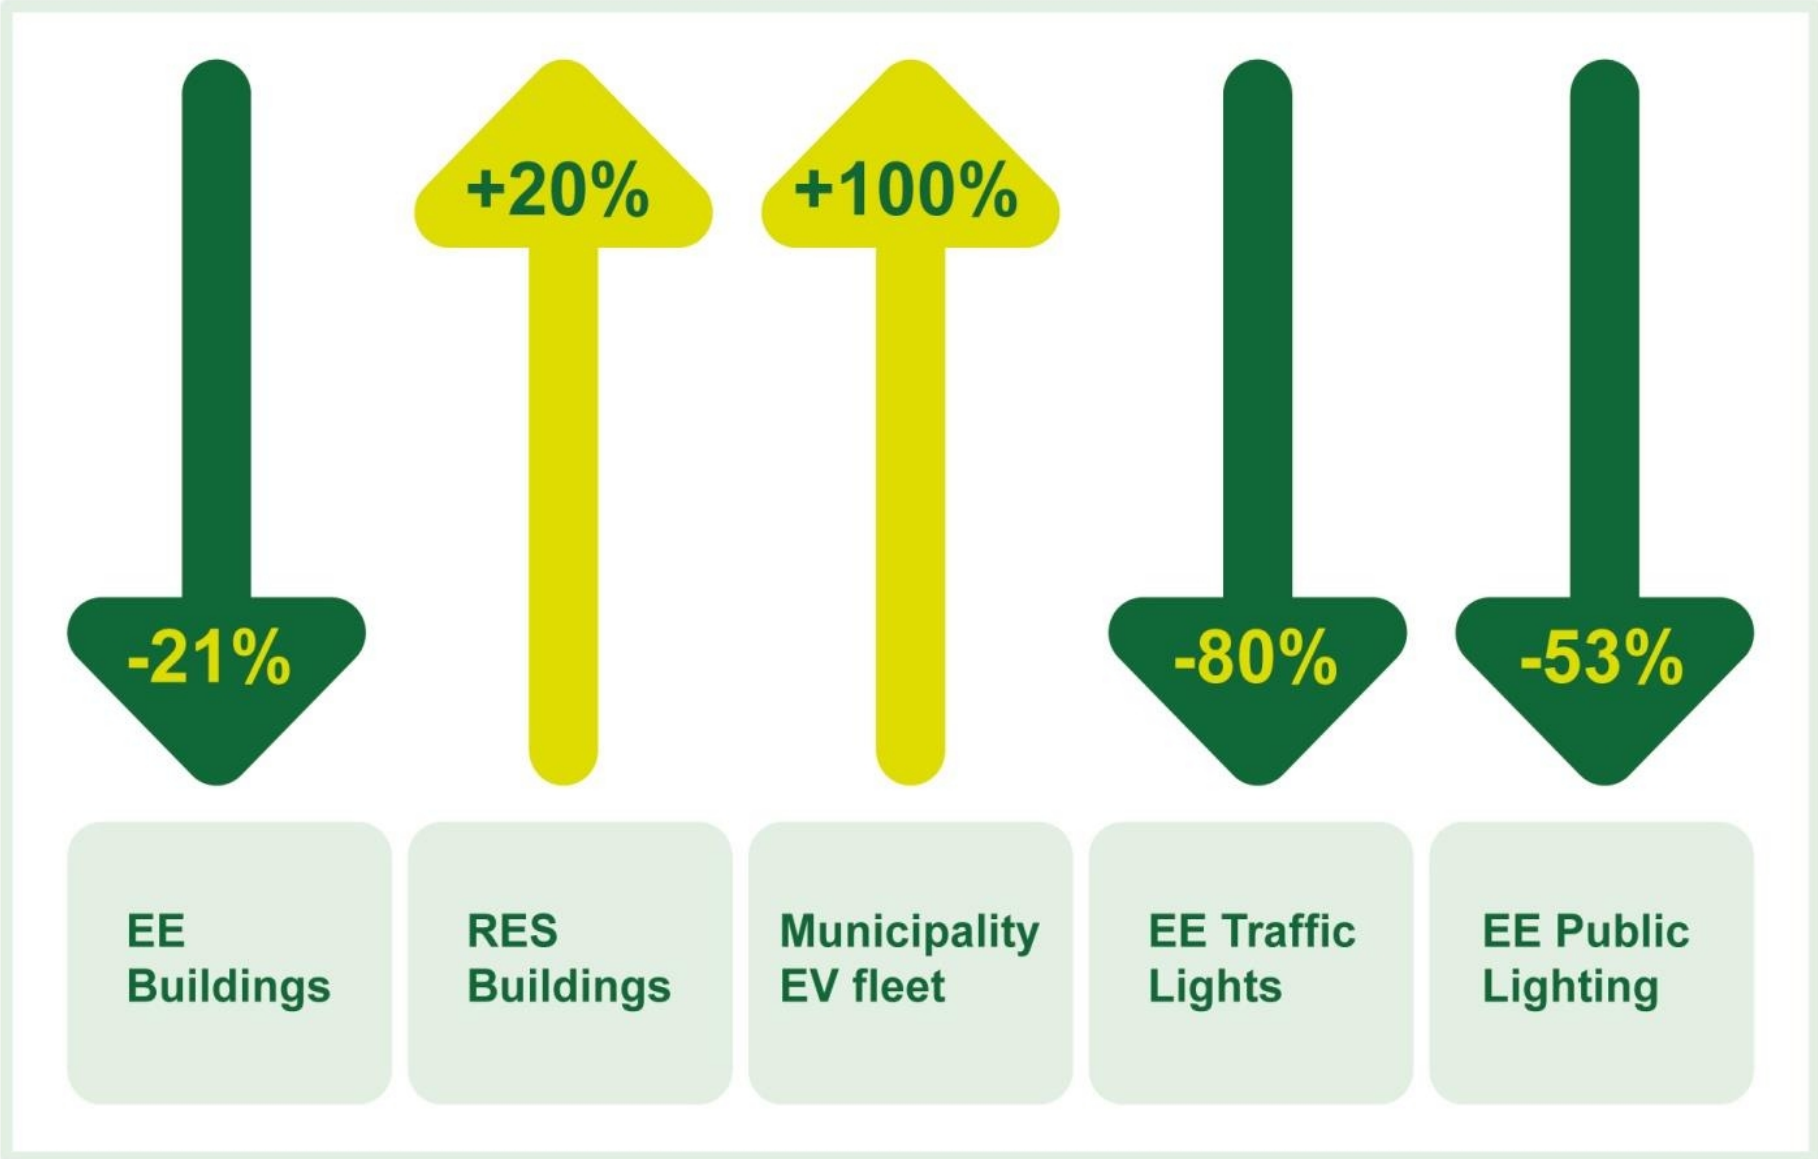 +20%
+100%
-21%
-80%
-53%
EE
Buildings
RES
Buildings
Municipality
EV fleet
EE Traffic
Lights
EE Public
Lighting